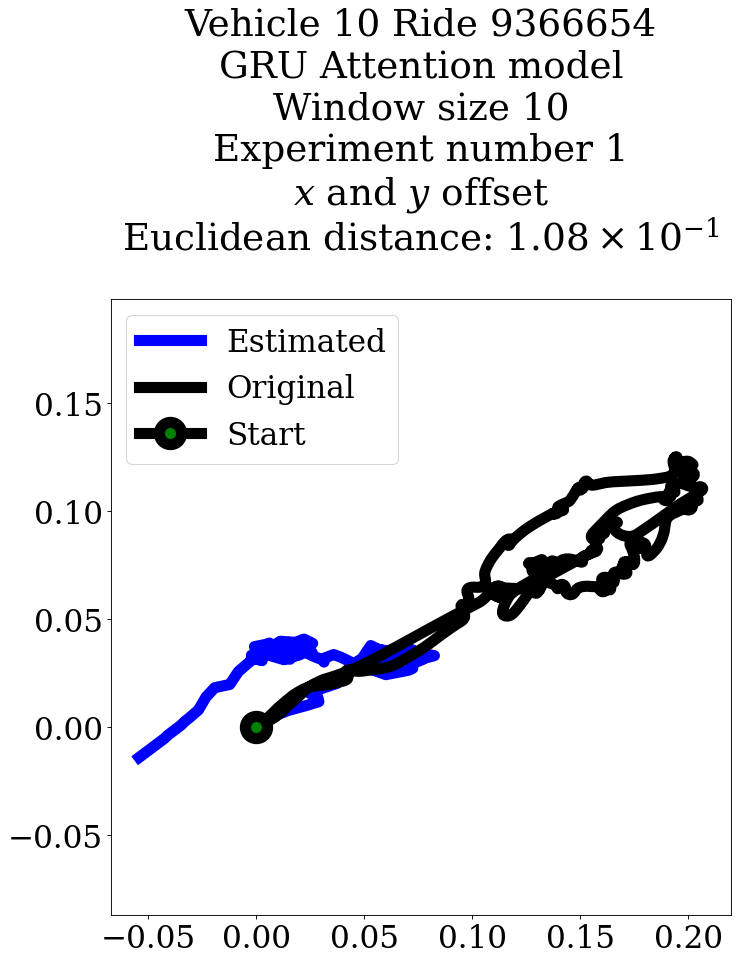 Vehicle 10 Ride 9366654
GRU Attention model
Window size 10
Experiment number 1
x and y offset
Euclidean distance: 1.08 × 10⁻¹
Estimated
Original
Start
0.15
0.10
0.05
0.00
−0.05
−0.05 0.00 0.05 0.10 0.15 0.20